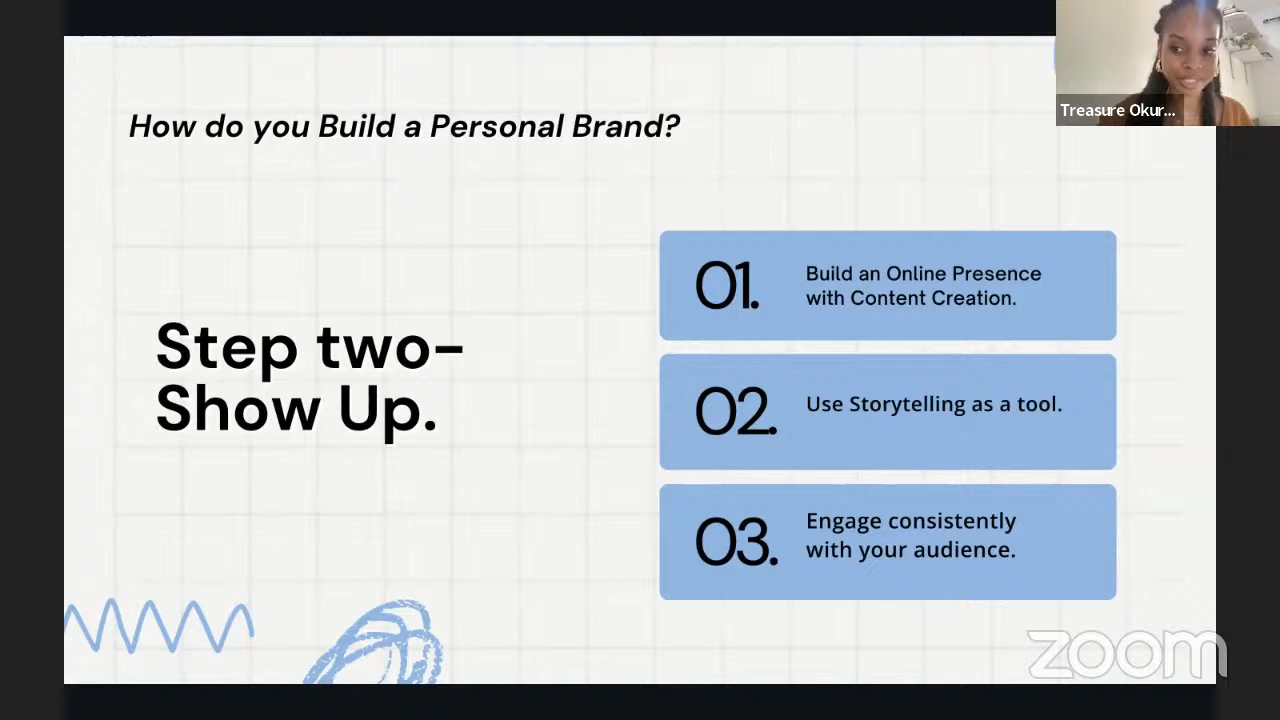 How do you Build a Personal Brand?
Treasure Okur...
Step two-
Show Up.
01.
Build an Online Presence
with Content Creation.
02.
Use Storytelling as a tool.
03.
Engage consistently
with your audience.
zoom